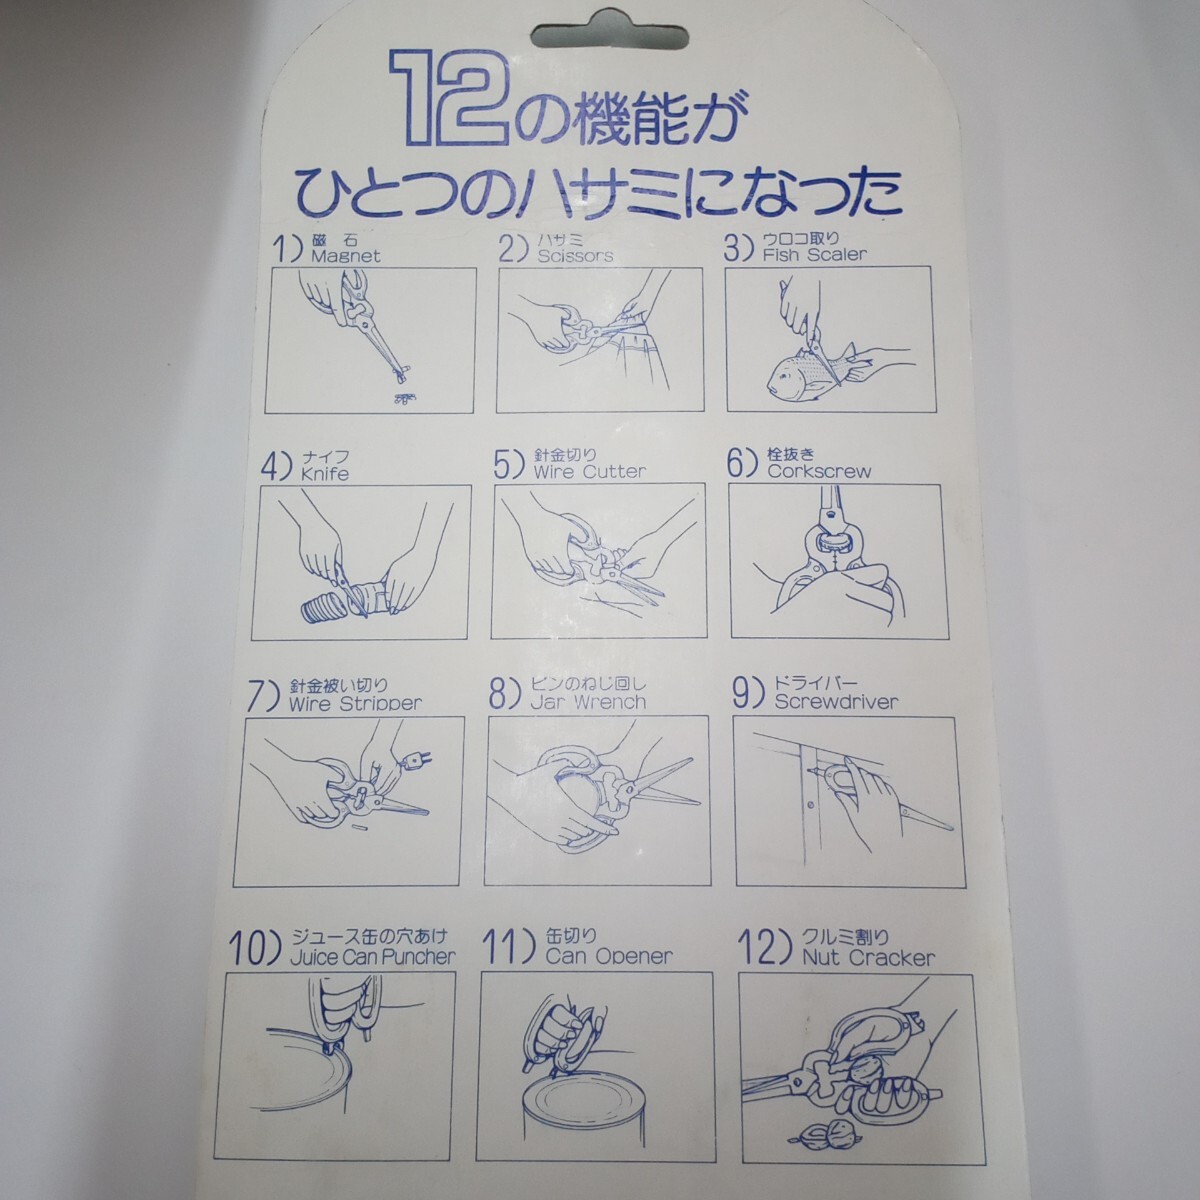 12の機能が
ひとつのハサミになった
1) 磁石
Magnet
2) ハサミ
Scissors
3) ウロコ取り
Fish Scaler
4) ナイフ
Knife
5) 針金切り
Wire Cutter
6) 栓抜き
Corkscrew
7) 針金被い切り
Wire Stripper
8) ビンのねじ回し
Jar Wrench
9) ドライバー
Screwdriver
10) ジュース缶の穴あけ
Juice Can Puncher
11) 缶切り
Can Opener
12) クルミ割り
Nut Cracker